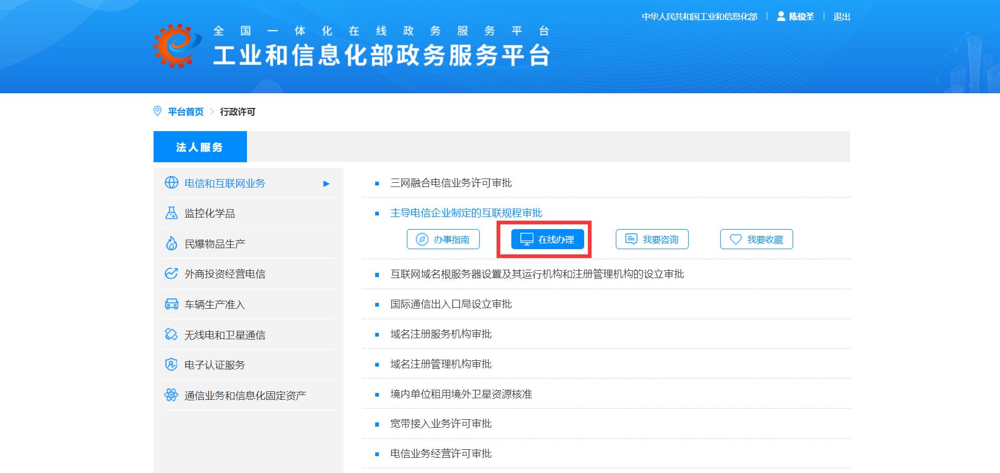 中华人民共和国工业和信息化部 陈俊圣 退出
全国一体化在线政务服务平台
工业和信息化部政务服务平台
平台首页 > 行政许可
法人服务
电信和互联网业务
监控化学品
民爆物品生产
外商投资经营电信
车辆生产准入
无线电和卫星通信
电子认证服务
通信业务和信息化固定资产
三网融合电信业务许可审批
主导电信企业制定的互联规程审批
办事指南 在线办理 我要咨询 我要收藏
互联网域名根服务器设置及其运行机构和注册管理机构的设立审批
国际通信出入口局设立审批
域名注册服务机构审批
域名注册管理机构审批
境内单位租用境外卫星资源核准
宽带接入业务许可审批
电信业务经营许可审批